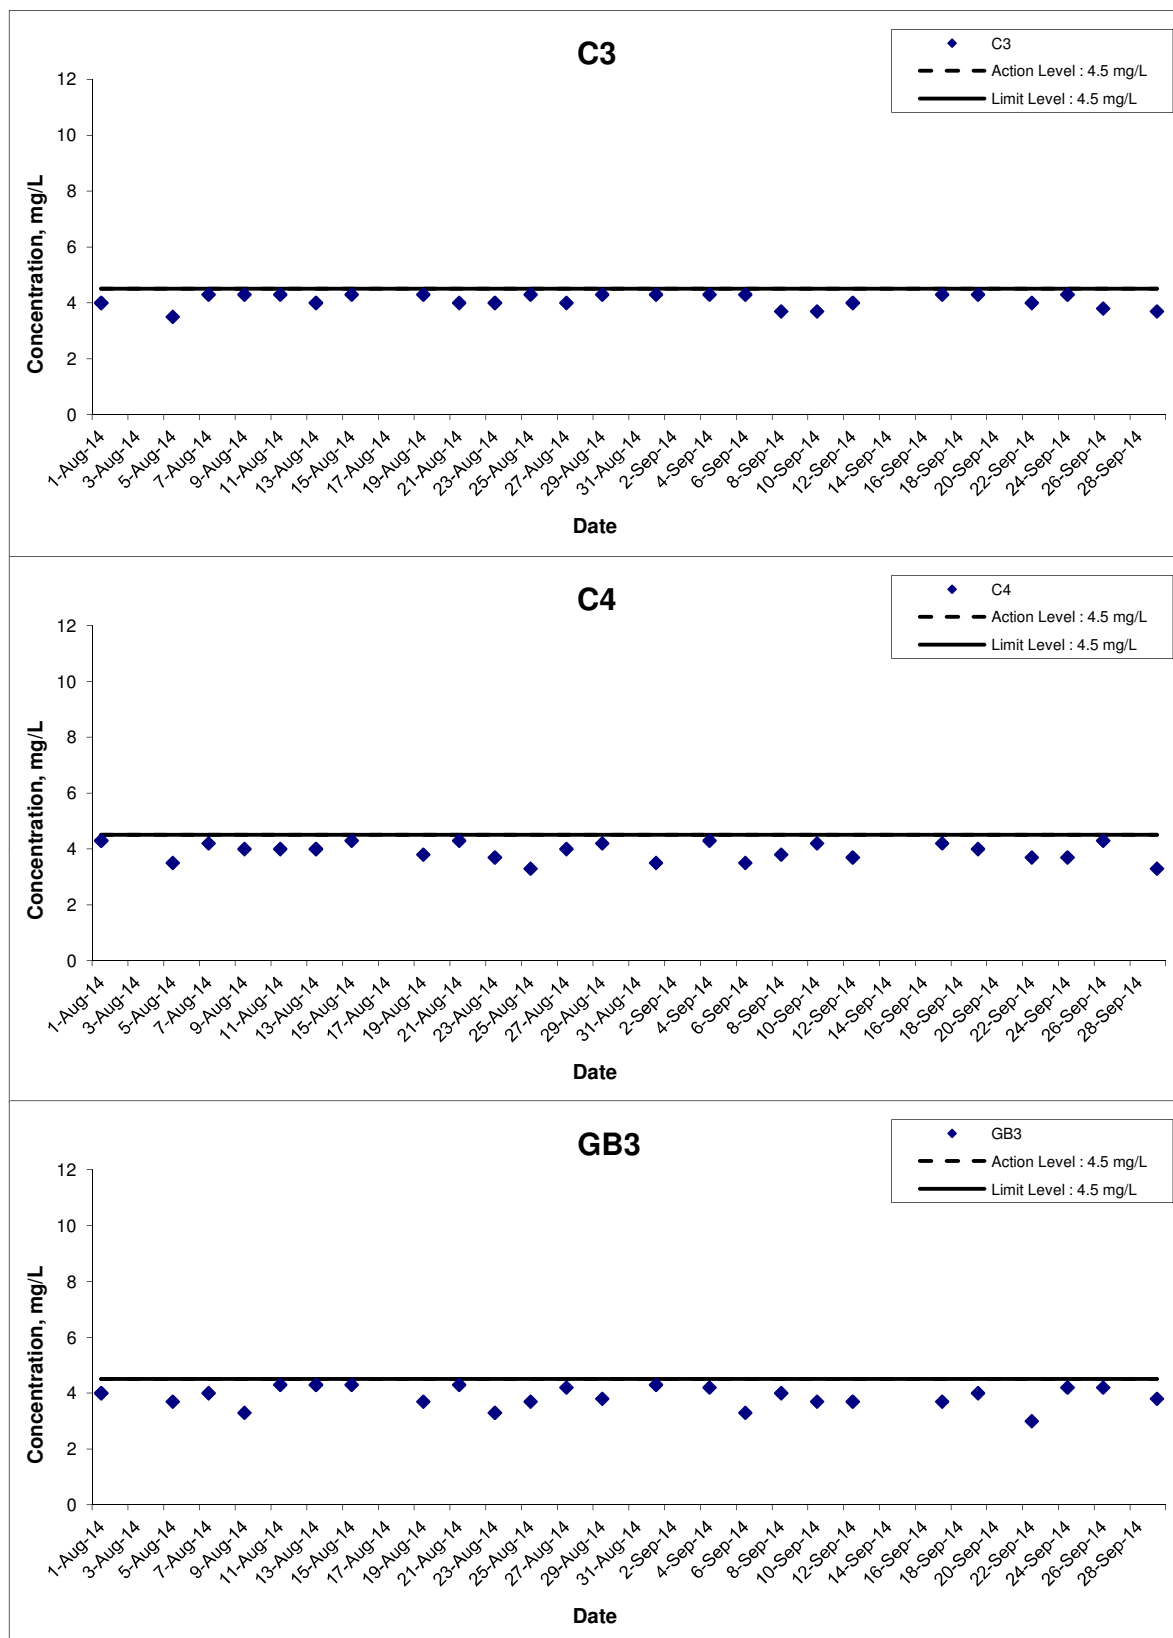 C3
C3
Action Level : 4.5 mg/L
Limit Level : 4.5 mg/L
12
10
8
6
4
2
0
Concentration, mg/L
1-Aug-14
3-Aug-14
5-Aug-14
7-Aug-14
9-Aug-14
11-Aug-14
13-Aug-14
15-Aug-14
17-Aug-14
19-Aug-14
21-Aug-14
23-Aug-14
25-Aug-14
27-Aug-14
29-Aug-14
31-Aug-14
2-Sep-14
4-Sep-14
6-Sep-14
8-Sep-14
10-Sep-14
12-Sep-14
14-Sep-14
16-Sep-14
18-Sep-14
20-Sep-14
22-Sep-14
24-Sep-14
26-Sep-14
28-Sep-14
Date
C4
C4
Action Level : 4.5 mg/L
Limit Level : 4.5 mg/L
12
10
8
6
4
2
0
Concentration, mg/L
1-Aug-14
3-Aug-14
5-Aug-14
7-Aug-14
9-Aug-14
11-Aug-14
13-Aug-14
15-Aug-14
17-Aug-14
19-Aug-14
21-Aug-14
23-Aug-14
25-Aug-14
27-Aug-14
29-Aug-14
31-Aug-14
2-Sep-14
4-Sep-14
6-Sep-14
8-Sep-14
10-Sep-14
12-Sep-14
14-Sep-14
16-Sep-14
18-Sep-14
20-Sep-14
22-Sep-14
24-Sep-14
26-Sep-14
28-Sep-14
Date
GB3
GB3
Action Level : 4.5 mg/L
Limit Level : 4.5 mg/L
12
10
8
6
4
2
0
Concentration, mg/L
1-Aug-14
3-Aug-14
5-Aug-14
7-Aug-14
9-Aug-14
11-Aug-14
13-Aug-14
15-Aug-14
17-Aug-14
19-Aug-14
21-Aug-14
23-Aug-14
25-Aug-14
27-Aug-14
29-Aug-14
31-Aug-14
2-Sep-14
4-Sep-14
6-Sep-14
8-Sep-14
10-Sep-14
12-Sep-14
14-Sep-14
16-Sep-14
18-Sep-14
20-Sep-14
22-Sep-14
24-Sep-14
26-Sep-14
28-Sep-14
Date